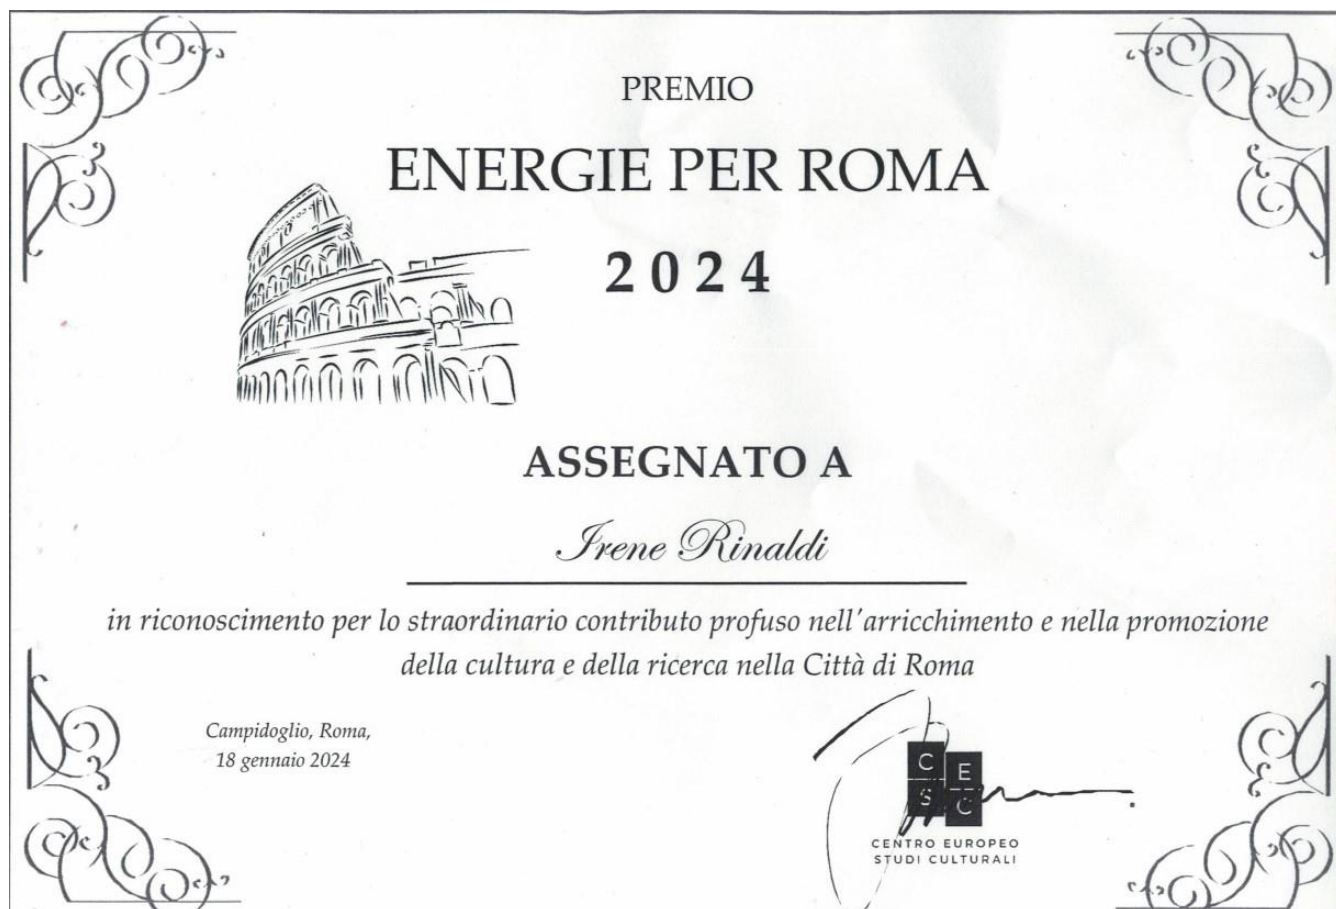 PREMIO
ENERGIE PER ROMA
2024
ASSEGNATO A
Irene Rinaldi
in riconoscimento per lo straordinario contributo profuso nell'arricchimento e nella promozione
della cultura e della ricerca nella Città di Roma
Campidoglio, Roma,
18 gennaio 2024
C E
S C
CENTRO EUROPEO
STUDI CULTURALI